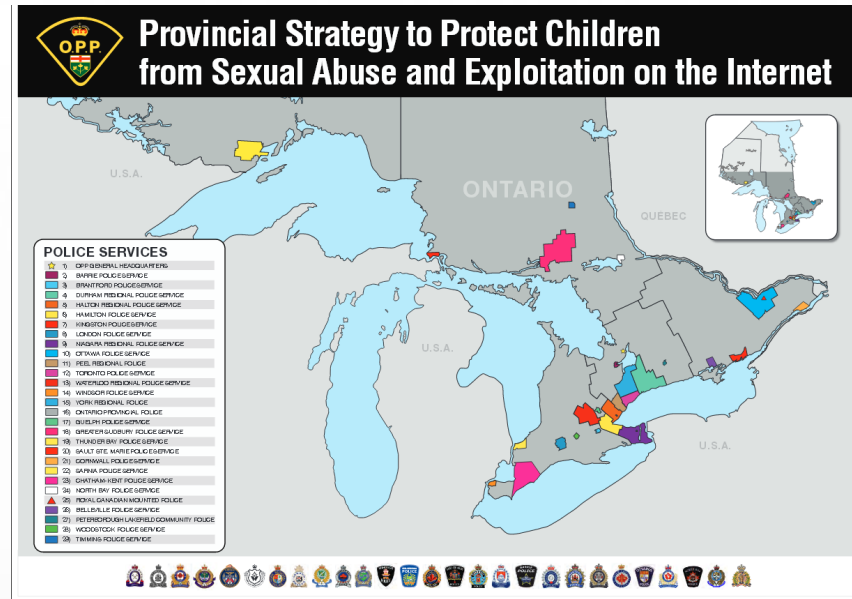 O.P.P.
Provincial Strategy to Protect Children
from Sexual Abuse and Exploitation on the Internet
U.S.A.
ONTARIO
QUEBEC
U.S.A.
U.S.A.
POLICE SERVICES
1) OPP GENERAL HEADQUARTERS
2) BARRIE POLICE SERVICE
3) BRANTFORD POLICE SERVICE
4) DURHAM REGIONAL POLICE SERVICE
5) HALTON REGIONAL POLICE SERVICE
6) HAMILTON POLICE SERVICE
7) KINGSTON POLICE SERVICE
8) LONDON POLICE SERVICE
9) NIAGARA REGIONAL POLICE SERVICE
10) OTTAWA POLICE SERVICE
11) PEEL REGIONAL POLICE
12) TORONTO POLICE SERVICE
13) WATERLOO REGIONAL POLICE SERVICE
14) WINDSOR POLICE SERVICE
15) YORK REGIONAL POLICE
16) ONTARIO PROVINCIAL POLICE
17) GUELPH POLICE SERVICE
18) GREATER SUDBURY POLICE SERVICE
19) THUNDER BAY POLICE SERVICE
20) SAULT STE. MARIE POLICE SERVICE
21) CORNWALL POLICE SERVICE
22) SARNIA POLICE SERVICE
23) CHATHAM-KENT POLICE SERVICE
24) NORTH BAY POLICE SERVICE
25) ROYAL CANADIAN MOUNTED POLICE
26) BELLEVILLE POLICE SERVICE
27) PETERBOROUGH LAKEFIELD COMMUNITY POLICE
28) WOODSTOCK POLICE SERVICE
29) TIMMINS POLICE SERVICE